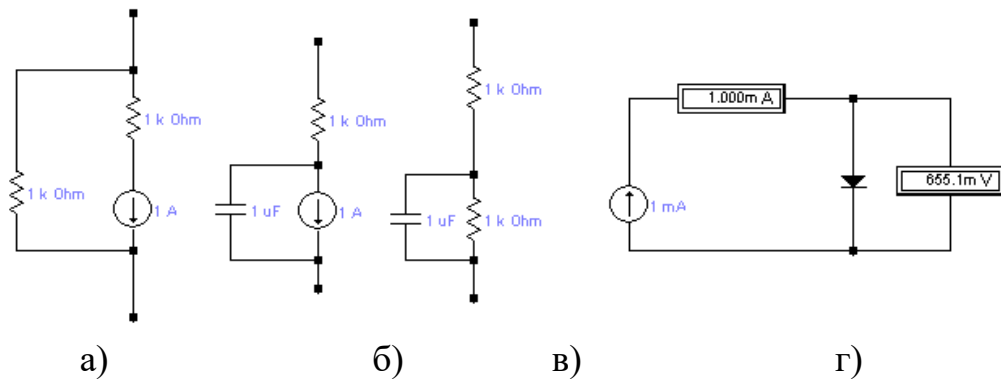 1 k Ohm
1 k Ohm
1 A
1 k Ohm
1 uF
1 A
1 k Ohm
1 uF
1 k Ohm
1.000m A
1 mA
655.1m V
а) б) в) г)